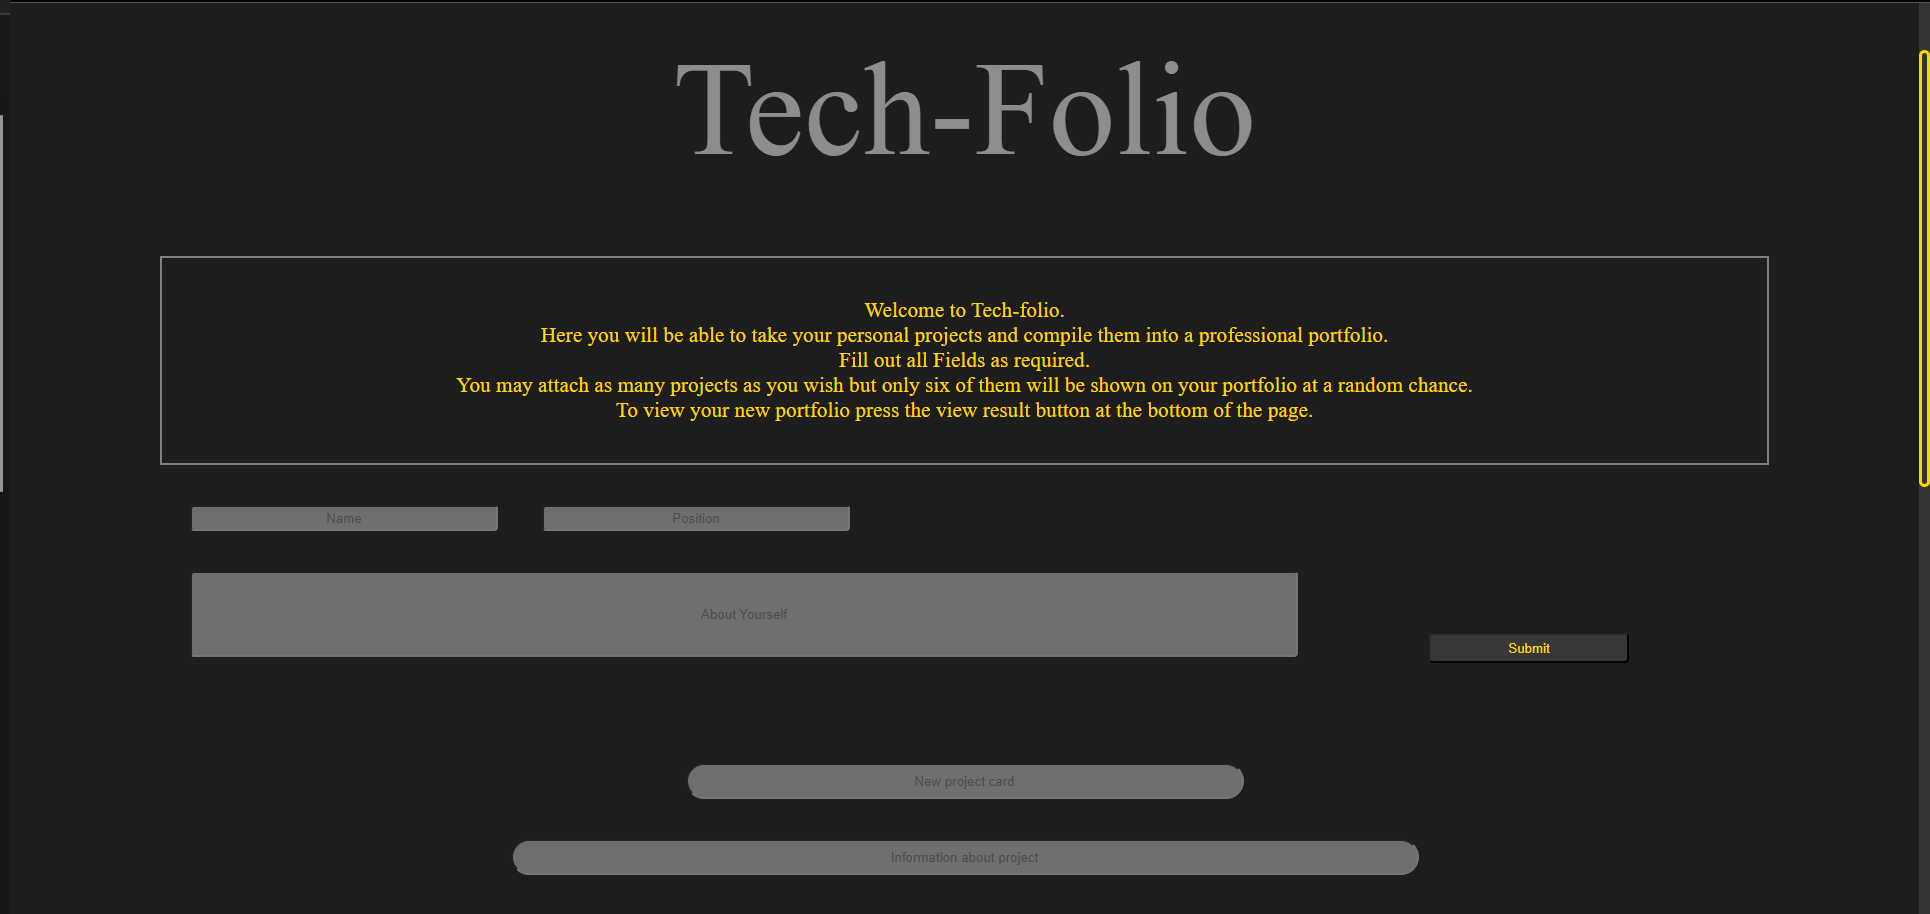 Tech-Folio
Welcome to Tech-folio.
Here you will be able to take your personal projects and compile them into a professional portfolio.
Fill out all Fields as required.
You may attach as many projects as you wish but only six of them will be shown on your portfolio at a random chance.
To view your new portfolio press the view result button at the bottom of the page.
Name
Position
About Yourself
Submit
New project card
Information about project